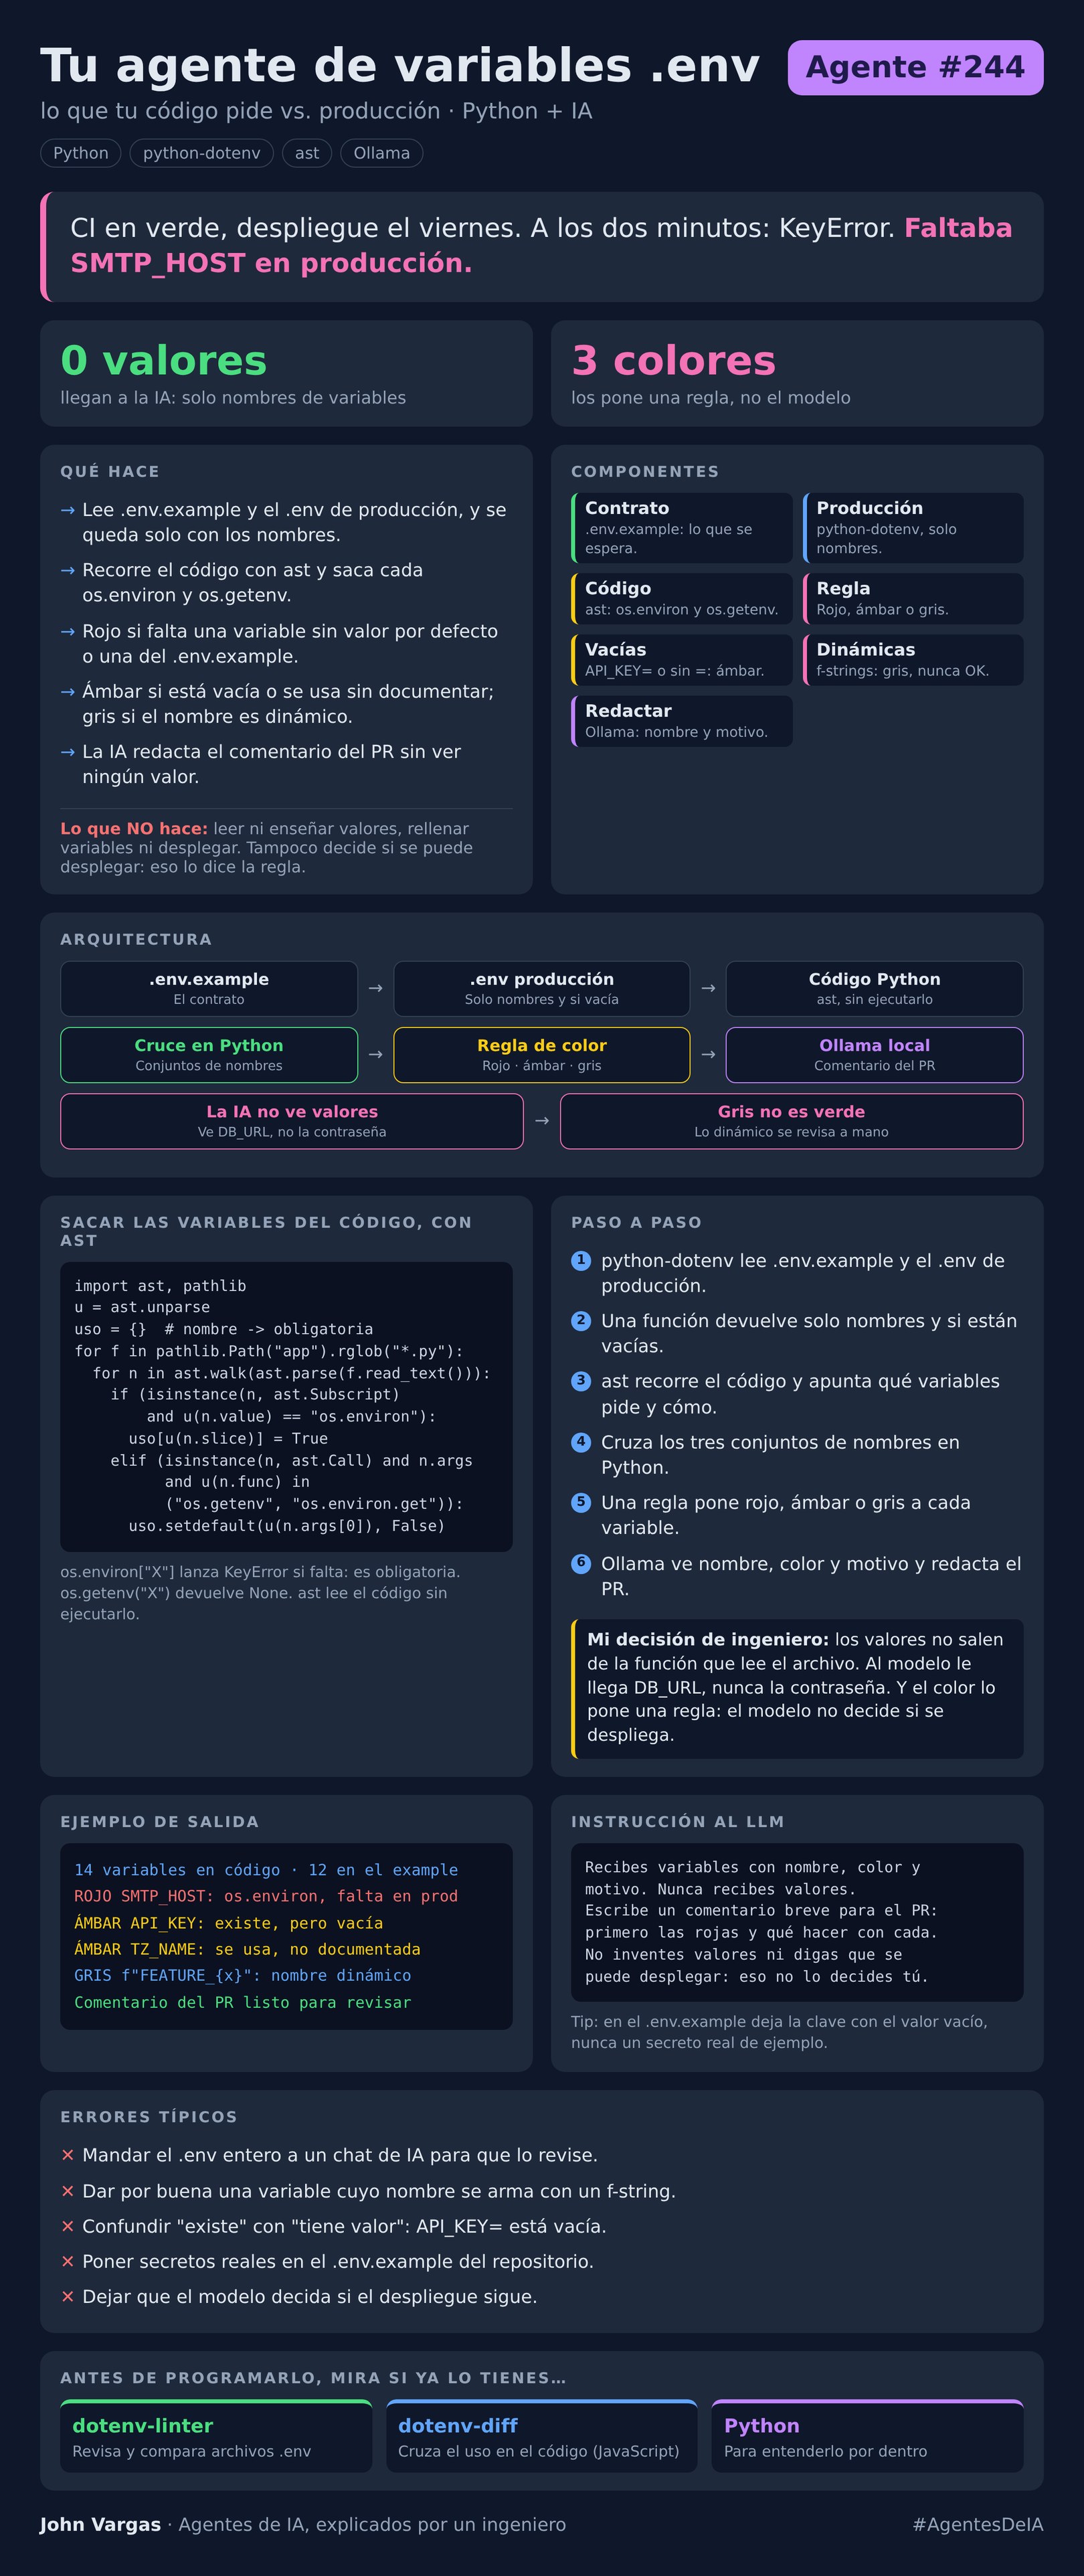 Tu agente de variables .env
Agente #244
lo que tu código pide vs. producción · Python + IA
Python
python-dotenv
ast
Ollama
CI en verde, despliegue el viernes. A los dos minutos: KeyError. Faltaba
SMTP_HOST en producción.
0 valores
llegan a la IA: solo nombres de variables
3 colores
los pone una regla, no el modelo
QUÉ HACE
→ Lee .env.example y el .env de producción, y se
queda solo con los nombres.
→ Recorre el código con ast y saca cada
os.environ y os.getenv.
→ Rojo si falta una variable sin valor por defecto
o una del .env.example.
→ Ámbar si está vacía o se usa sin documentar;
gris si el nombre es dinámico.
→ La IA redacta el comentario del PR sin ver
ningún valor.
Lo que NO hace: leer ni enseñar valores, rellenar
variables ni desplegar. Tampoco decide si se puede
desplegar: eso lo dice la regla.
COMPONENTES
Contrato
.env.example: lo que se
espera.
Producción
python-dotenv, solo
nombres.
Código
ast: os.environ y os.getenv.
Regla
Rojo, ámbar o gris.
Vacías
API_KEY= o sin =: ámbar.
Dinámicas
f-strings: gris, nunca OK.
Redactar
Ollama: nombre y motivo.
ARQUITECTURA
.env.example
El contrato
→
.env producción
Solo nombres y si vacía
→
Código Python
ast, sin ejecutarlo
Cruce en Python
Conjuntos de nombres
→
Regla de color
Rojo · ámbar · gris
→
Ollama local
Comentario del PR
La IA no ve valores
Ve DB_URL, no la contraseña
→
Gris no es verde
Lo dinámico se revisa a mano
SACAR LAS VARIABLES DEL CÓDIGO, CON
AST
import ast, pathlib
u = ast.unparse
uso = {}  # nombre -> obligatoria
for f in pathlib.Path("app").rglob("*.py"):
  for n in ast.walk(ast.parse(f.read_text())):
    if (isinstance(n, ast.Subscript)
        and u(n.value) == "os.environ"):
      uso[u(n.slice)] = True
    elif (isinstance(n, ast.Call) and n.args
          and u(n.func) in
          ("os.getenv", "os.environ.get")):
      uso.setdefault(u(n.args[0]), False)
os.environ["X"] lanza KeyError si falta: es obligatoria.
os.getenv("X") devuelve None. ast lee el código sin
ejecutarlo.
PASO A PASO
1 python-dotenv lee .env.example y el .env de
producción.
2 Una función devuelve solo nombres y si están
vacías.
3 ast recorre el código y apunta qué variables
pide y cómo.
4 Cruza los tres conjuntos de nombres en
Python.
5 Una regla pone rojo, ámbar o gris a cada
variable.
6 Ollama ve nombre, color y motivo y redacta el
PR.
Mi decisión de ingeniero: los valores no salen
de la función que lee el archivo. Al modelo le
llega DB_URL, nunca la contraseña. Y el color lo
pone una regla: el modelo no decide si se
despliega.
EJEMPLO DE SALIDA
14 variables en código · 12 en el example
ROJO SMTP_HOST: os.environ, falta en prod
ÁMBAR API_KEY: existe, pero vacía
ÁMBAR TZ_NAME: se usa, no documentada
GRIS f"FEATURE_{x}": nombre dinámico
Comentario del PR listo para revisar
INSTRUCCIÓN AL LLM
Recibes variables con nombre, color y
motivo. Nunca recibes valores.
Escribe un comentario breve para el PR:
primero las rojas y qué hacer con cada.
No inventes valores ni digas que se
puede desplegar: eso no lo decides tú.
Tip: en el .env.example deja la clave con el valor vacío,
nunca un secreto real de ejemplo.
ERRORES TÍPICOS
✕ Mandar el .env entero a un chat de IA para que lo revise.
✕ Dar por buena una variable cuyo nombre se arma con un f-string.
✕ Confundir "existe" con "tiene valor": API_KEY= está vacía.
✕ Poner secretos reales en el .env.example del repositorio.
✕ Dejar que el modelo decida si el despliegue sigue.
ANTES DE PROGRAMARLO, MIRA SI YA LO TIENES…
dotenv-linter
Revisa y compara archivos .env
dotenv-diff
Cruza el uso en el código (JavaScript)
Python
Para entenderlo por dentro
John Vargas · Agentes de IA, explicados por un ingeniero
#AgentesDeIA